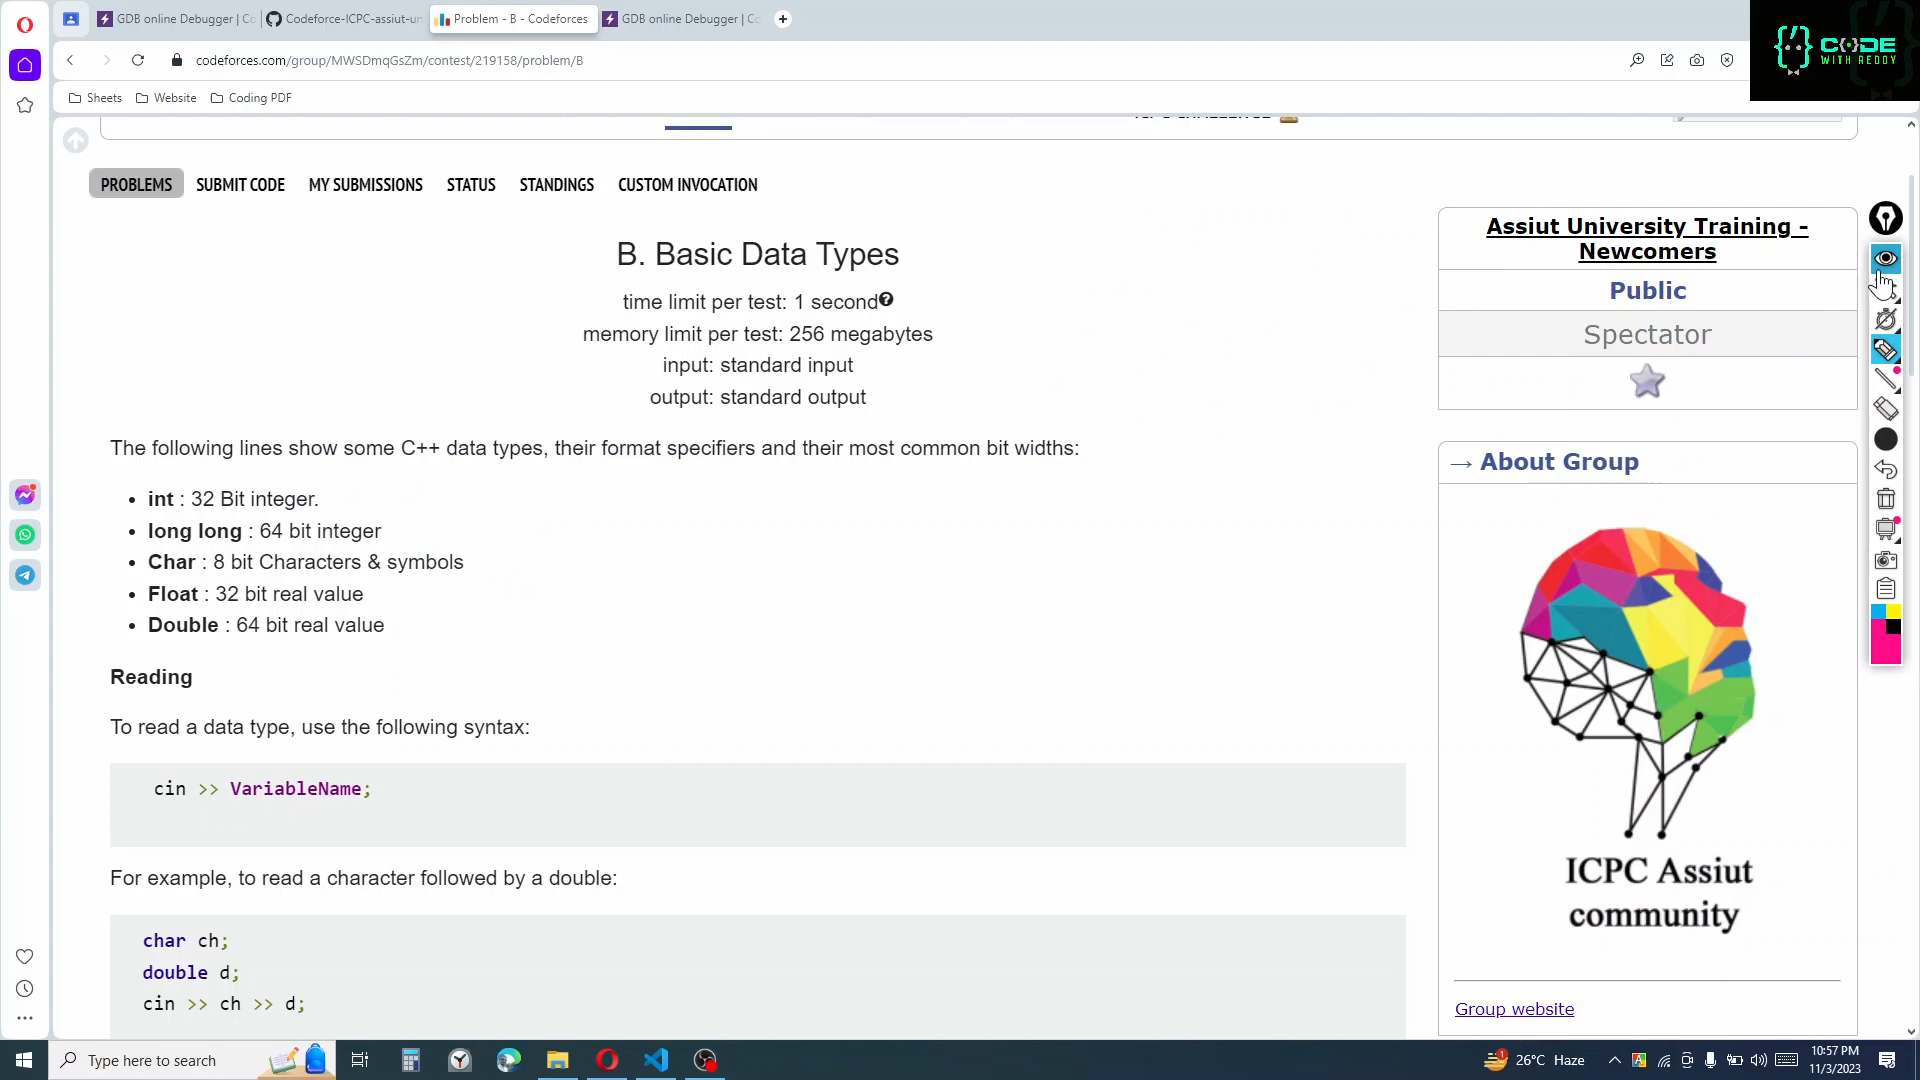 GDB online Debugger | Co
Codeforce-ICPC-assiut-un
Problem - B - Codeforces
GDB online Debugger | Co
codeforces.com/group/MWSDmqGsZm/contest/219158/problem/B
CODE
WITH REDDY
Sheets
Website
Coding PDF
PROBLEMS
SUBMIT CODE
MY SUBMISSIONS
STATUS
STANDINGS
CUSTOM INVOCATION
B. Basic Data Types
time limit per test: 1 second
memory limit per test: 256 megabytes
input: standard input
output: standard output
The following lines show some C++ data types, their format specifiers and their most common bit widths:
• int : 32 Bit integer.
• long long : 64 bit integer
• Char : 8 bit Characters & symbols
• Float : 32 bit real value
• Double : 64 bit real value
Reading
To read a data type, use the following syntax:
cin >> VariableName;
For example, to read a character followed by a double:
char ch;
double d;
cin >> ch >> d;
Assiut University Training -
Newcomers
Public
Spectator
→ About Group
ICPC Assiut
community
Group website
Type here to search
26°C Haze
10:57 PM
11/3/2023